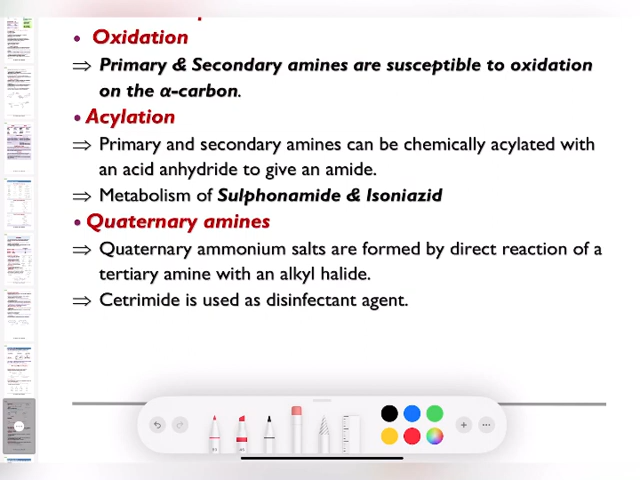 • Oxidation
⇒ Primary & Secondary amines are susceptible to oxidation
on the α-carbon.
• Acylation
⇒ Primary and secondary amines can be chemically acylated with
an acid anhydride to give an amide.
⇒ Metabolism of Sulphonamide & Isoniazid
• Quaternary amines
⇒ Quaternary ammonium salts are formed by direct reaction of a
tertiary amine with an alkyl halide.
⇒ Cetrimide is used as disinfectant agent.